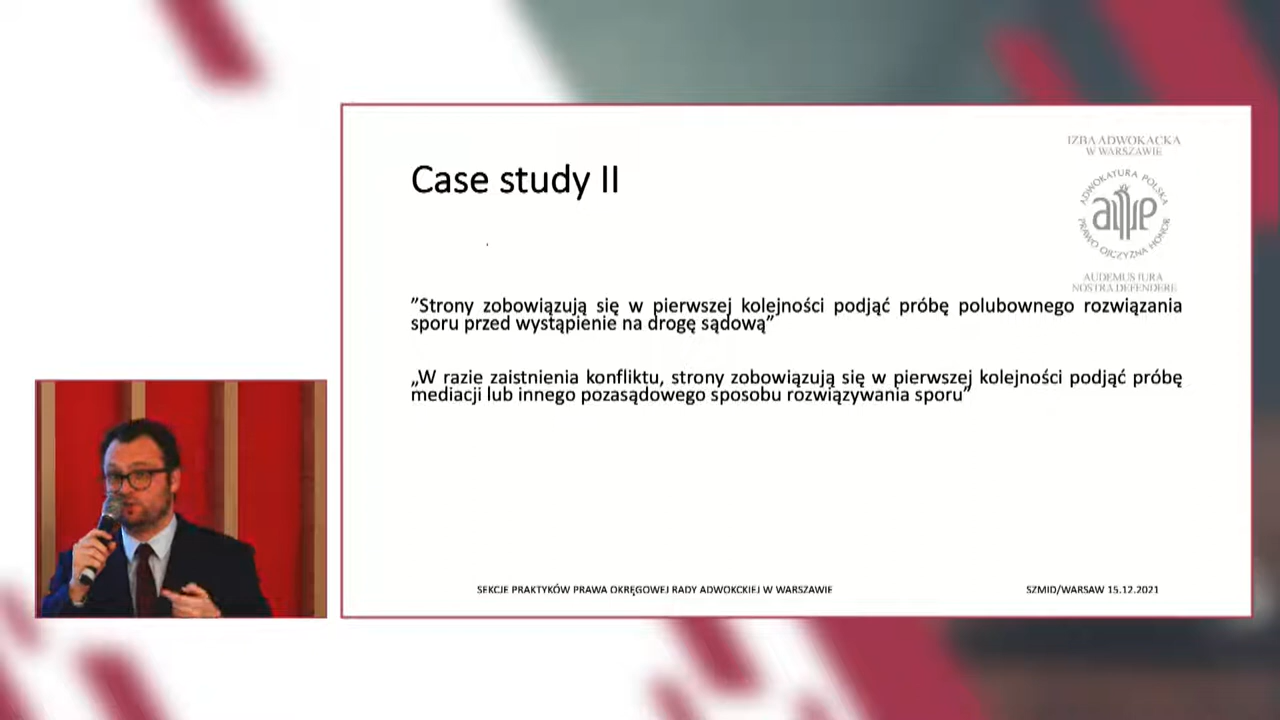 IZBA ADWOKACKA
W WARSZAWIE
Case study II
ADWOKATURA POLSKA
PRAWO OJCZYZNA HONOR
AUDEMUS JURA
NOSTRA DEFENDERE
”Strony zobowiązują się w pierwszej kolejności podjąć próbę polubownego rozwiązania
sporu przed wystąpienie na drogę sądową”
„W razie zaistnienia konfliktu, strony zobowiązują się w pierwszej kolejności podjąć próbę
mediacji lub innego pozasądowego sposobu rozwiązywania sporu”
SEKCJE PRAKTYKÓW PRAWA OKRĘGOWEJ RADY ADWOKCKIEJ W WARSZAWIE
SZMID/WARSAW 15.12.2021